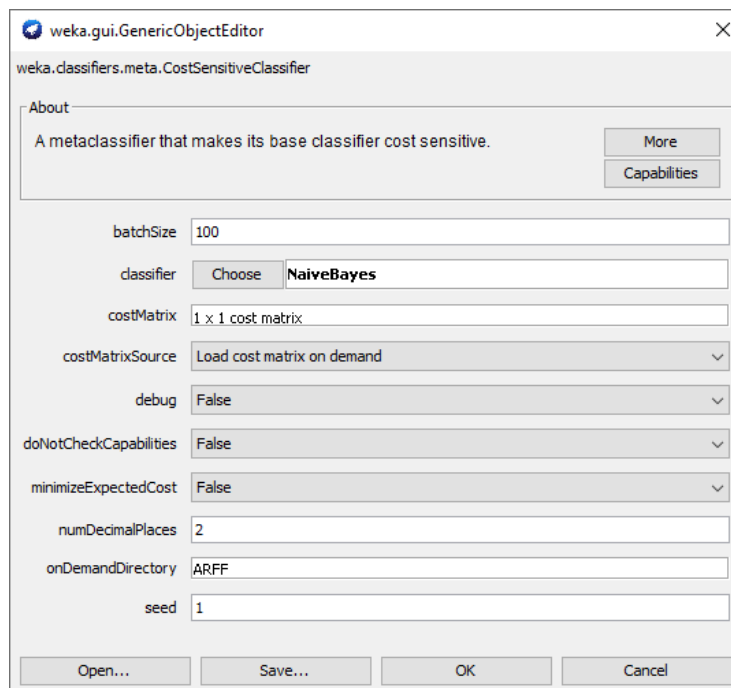 weka.gui.GenericObjectEditor
weka.classifiers.meta.CostSensitiveClassifier
About
A metaclassifier that makes its base classifier cost sensitive.
More
Capabilities
batchSize 100
classifier Choose NaiveBayes
costMatrix 1 x 1 cost matrix
costMatrixSource Load cost matrix on demand
debug False
doNotCheckCapabilities False
minimizeExpectedCost False
numDecimalPlaces 2
onDemandDirectory ARFF
seed 1
Open... Save... OK Cancel